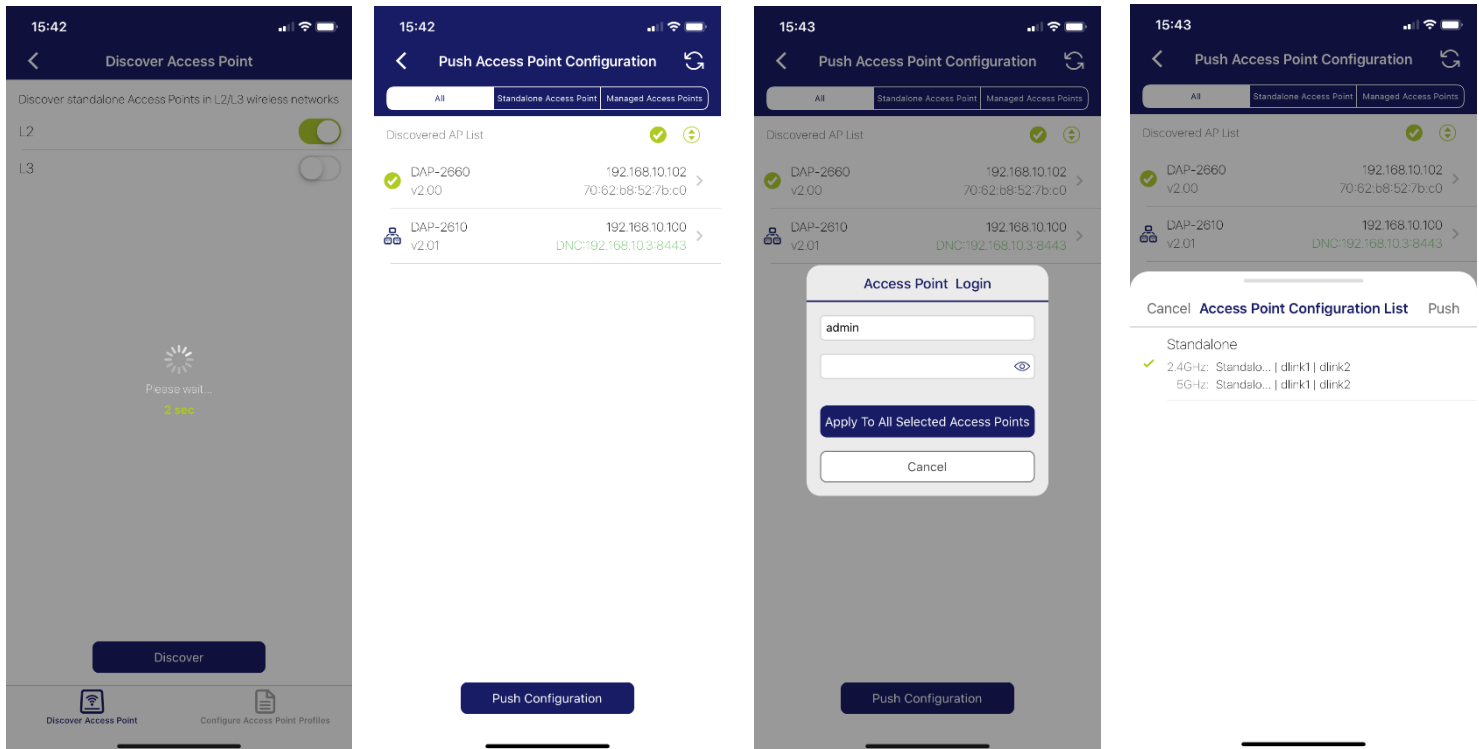 15:42
Discover Access Point
Discover standalone Access Points in L2/L3 wireless networks
L2
L3
Please wait...
2 sec
Discover
Discover Access Point
Configure Access Point Profiles
15:42
Push Access Point Configuration
All
Standalone Access Point
Managed Access Points
Discovered AP List
DAP-2660
192.168.10.102
v2.00
70:62:b8:52:7b:c0
DAP-2610
192.168.10.100
v2.01
DNC:192.168.10.3:8443
Push Configuration
15:43
Push Access Point Configuration
All
Standalone Access Point
Managed Access Points
Discovered AP List
DAP-2660
192.168.10.102
v2.00
70:62:b8:52:7b:c0
DAP-2610
192.168.10.100
v2.01
DNC:192.168.10.3:8443
Access Point Login
admin
Apply To All Selected Access Points
Cancel
Push Configuration
15:43
Push Access Point Configuration
All
Standalone Access Point
Managed Access Points
Discovered AP List
DAP-2660
192.168.10.102
v2.00
70:62:b8:52:7b:c0
DAP-2610
192.168.10.100
v2.01
DNC:192.168.10.3:8443
Cancel Access Point Configuration List Push
Standalone
2.4GHz: Standalo... | dlink1 | dlink2
5GHz: Standalo... | dlink1 | dlink2